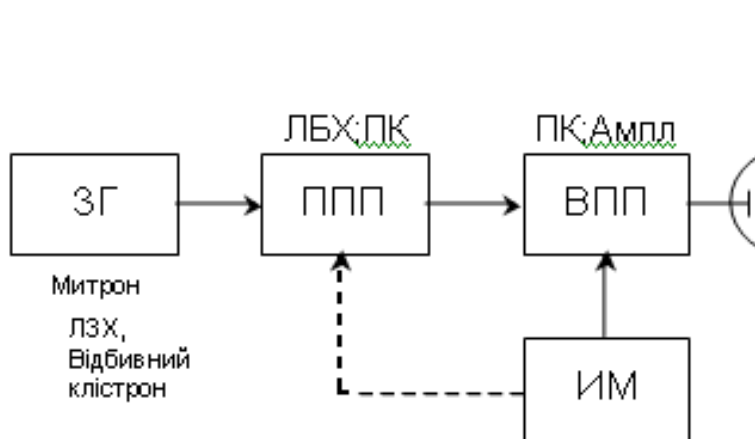 ЛБХ;ПК
ПК;Ампл
ЗГ
ППП
ВПП
Митрон
ЛЗХ,
Відбивний
клістрон
ИМ